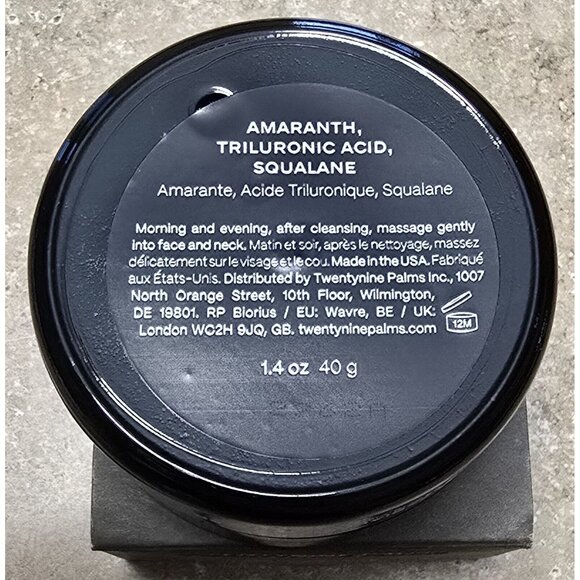 AMARANTH,
TRILURONIC ACID,
SQUALANE
Amarante, Acide Triluronique, Squalane
Morning and evening, after cleansing, massage gently
into face and neck. Matin et soir, après le nettoyage, massez
délicatement sur le visage et le cou. Made in the USA. Fabriqué
aux États-Unis. Distributed by Twentynine Palms Inc., 1007
North Orange Street, 10th Floor, Wilmington,
DE 19801. RP Biorius / EU: Wavre, BE / UK:
London WC2H 9JQ, GB. twentyninepalms.com
12M
1.4 oz 40 g